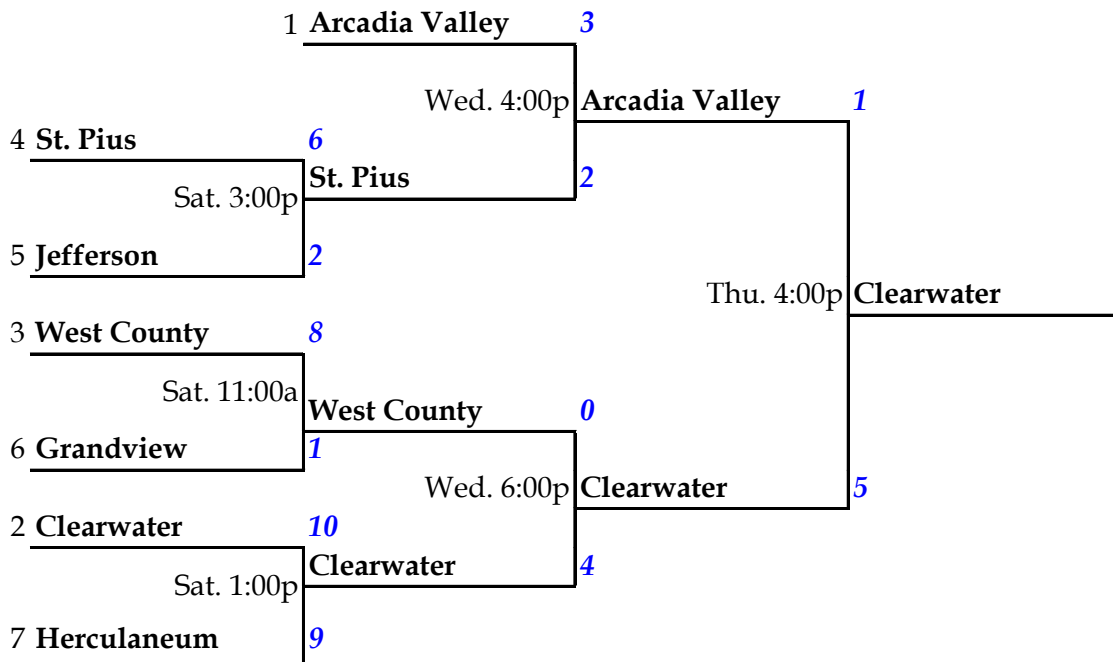 1 Arcadia Valley 3
Wed. 4:00p Arcadia Valley 1
4 St. Pius 6
Sat. 3:00p St. Pius 2
5 Jefferson 2
Thu. 4:00p Clearwater
3 West County 8
Sat. 11:00a
West County 0
6 Grandview 1
Wed. 6:00p Clearwater 5
2 Clearwater 10
Sat. 1:00p Clearwater 4
7 Herculaneum 9